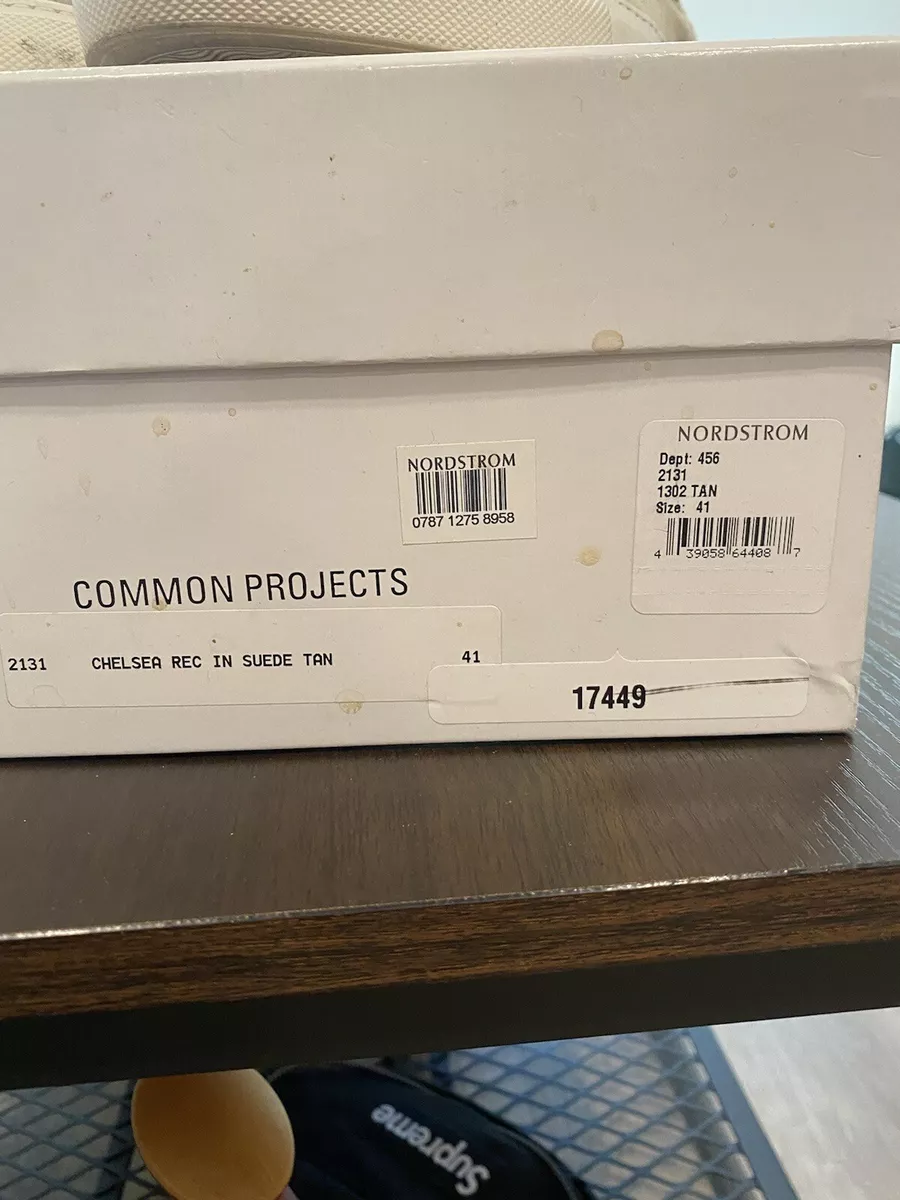 NORDSTROM
0787 1275 8958
NORDSTROM
Dept: 456
2131
1302 TAN
Size: 41
4 39058 64408 7
COMMON PROJECTS
2131 CHELSEA REC IN SUEDE TAN 41
17449
Supreme